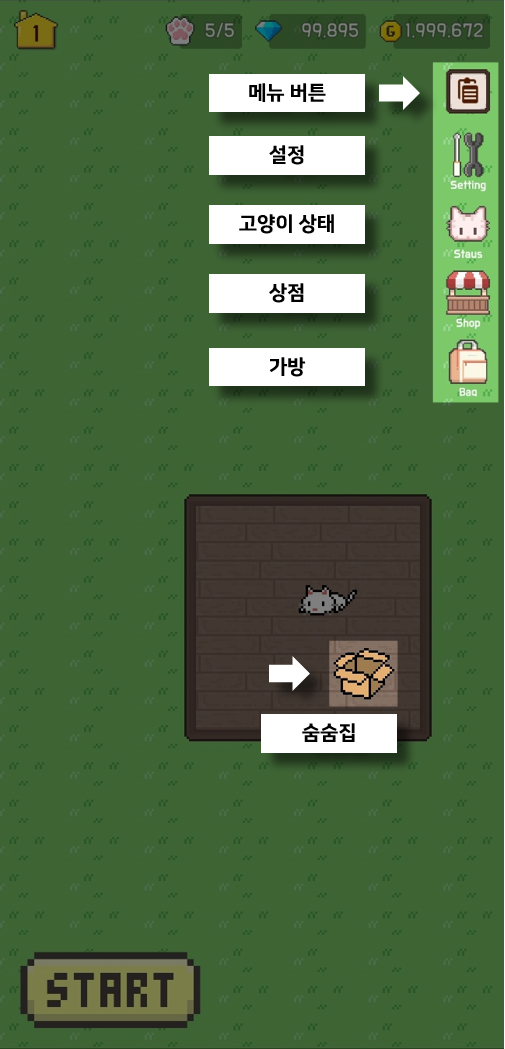 1
5/5
99,895
G 1,999,672
메뉴 버튼
설정
Setting
고양이 상태
Staus
상점
Shop
가방
Bag
숨숨집
START